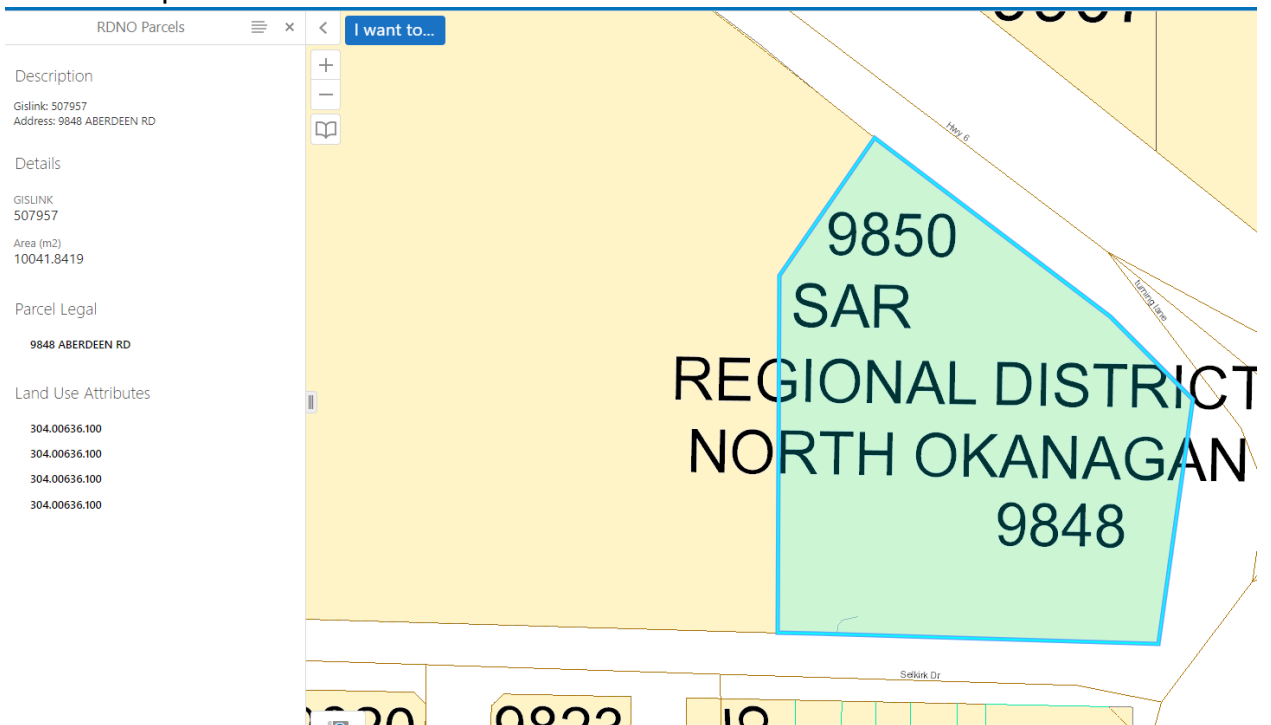 RDNO Parcels
I want to...
Description
Gislink: 507957
Address: 9848 ABERDEEN RD
Details
GISLINK
507957
Area (m2)
10041.8419
Parcel Legal
9848 ABERDEEN RD
Land Use Attributes
304.00636.100
304.00636.100
304.00636.100
304.00636.100
Hwy 6
turning lane
9850
SAR
REGIONAL DISTRICT
NORTH OKANAGAN
9848
Selkirk Dr